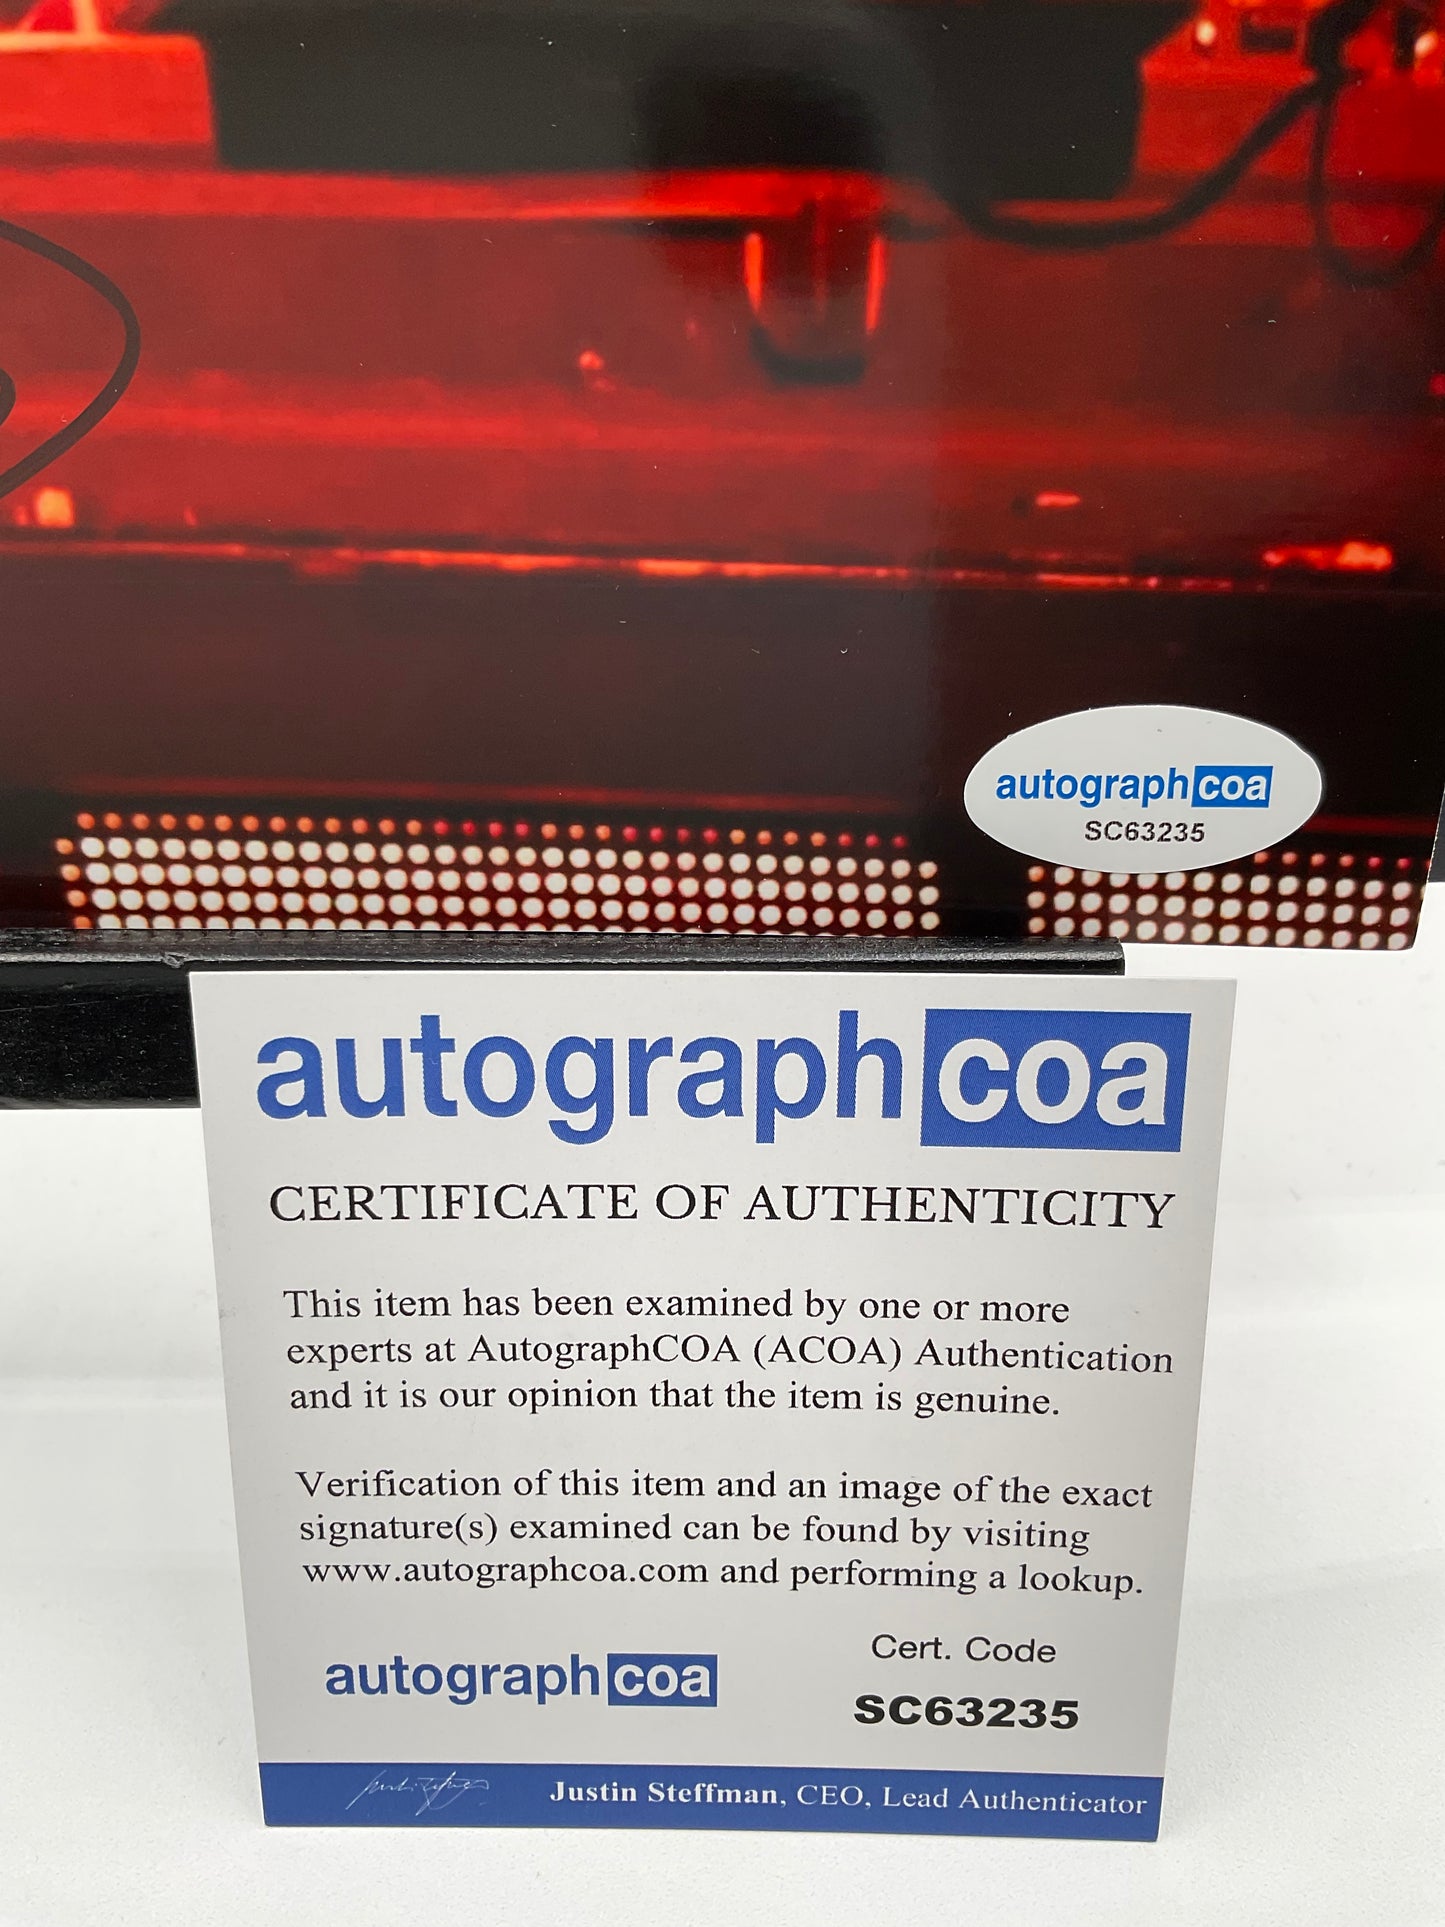 autographcoa
SC63235
autographcoa
CERTIFICATE OF AUTHENTICITY
This item has been examined by one or more
experts at AutographCOA (ACOA) Authentication
and it is our opinion that the item is genuine.
Verification of this item and an image of the exact
signature(s) examined can be found by visiting
www.autographcoa.com and performing a lookup.
Cert. Code
autographcoa
SC63235
Justin Steffman, CEO, Lead Authenticator